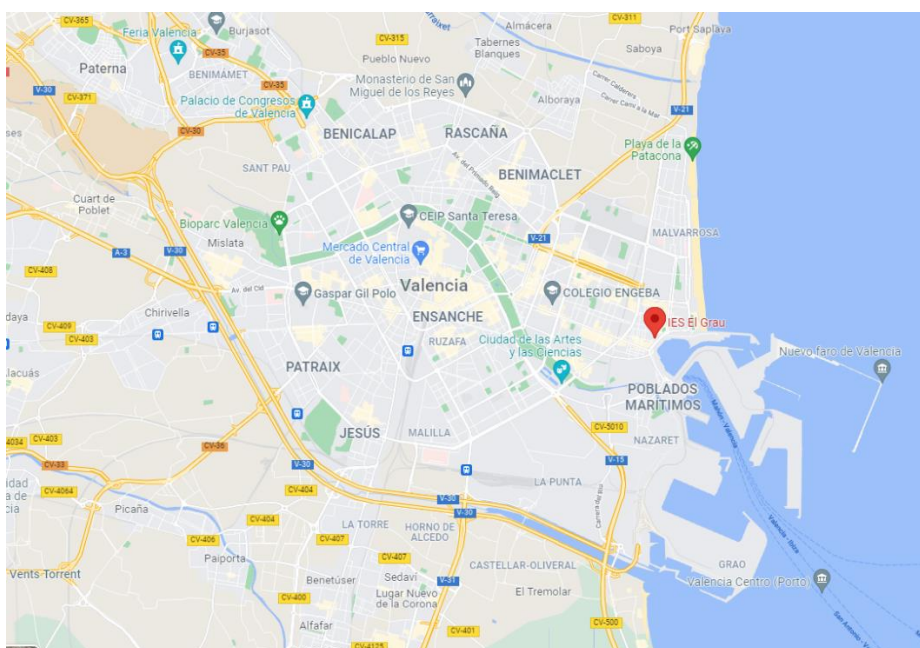 CV-365
Burjasot
Almácera
CV-311
Feria Valencia
CV-315
Port Saplaya
Tabernes
Blanques
Saboya
CV-35
Pueblo Nuevo
Paterna
BENIMAMET
Monasterio de San
Miguel de los Reyes
V-30
CV-35
CV-371
Palacio de Congresos
de Valencia
Alboraya
V-21
CV-30
BENICALAP
RASCAÑA
Playa de la
Patacona
SANT PAU
BENIMACLET
Cuart de
Poblet
Bioparc Valencia
CEIP Santa Teresa
Mislata
V-21
MALVARROSA
A-3
V-30
Mercado Central
de Valencia
CV-408
Gaspar Gil Polo
Valencia
COLEGIO ENGEBA
Chirivella
CV-409
CV-403
ENSANCHE
IES El Grau
RUZAFA
Ciudad de las Artes
y las Ciencias
Nuevo faro de Valencia
PATRAIX
POBLADOS
MARÍTIMOS
CV-5010
JESÚS
MALILLA
NAZARET
CV-403
CV-36
CV-33
V-30
V-15
LA PUNTA
CV-4064
CV-404
V-30
Picaña
V-30
CV-404
LA TORRE
HORNO DE
ALCEDO
CV-406
CV-407
Paiporta
CV-407
CASTELLAR-OLIVERAL
GRAO
Vents-Torrent
Benetúser
Sedaví
V-31
Valencia Centro (Porto)
CV-400
Lugar Nuevo
de la Corona
El Tremolar
Alfafar
CV-401
CV-500